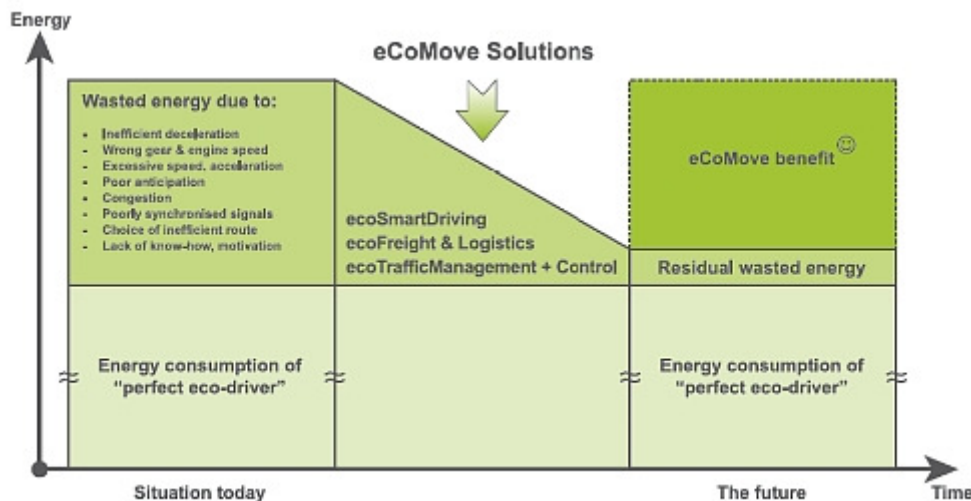 Energy
eCoMove Solutions
Wasted energy due to:
- Inefficient deceleration
- Wrong gear & engine speed
- Excessive speed, acceleration
- Poor anticipation
- Congestion
- Poorly synchronised signals
- Choice of inefficient route
- Lack of know-how, motivation
ecoSmartDriving
ecoFreight & Logistics
ecoTrafficManagement + Control
eCoMove benefit
Residual wasted energy
Energy consumption of
“perfect eco-driver”
Energy consumption of
“perfect eco-driver”
Situation today
The future
Time